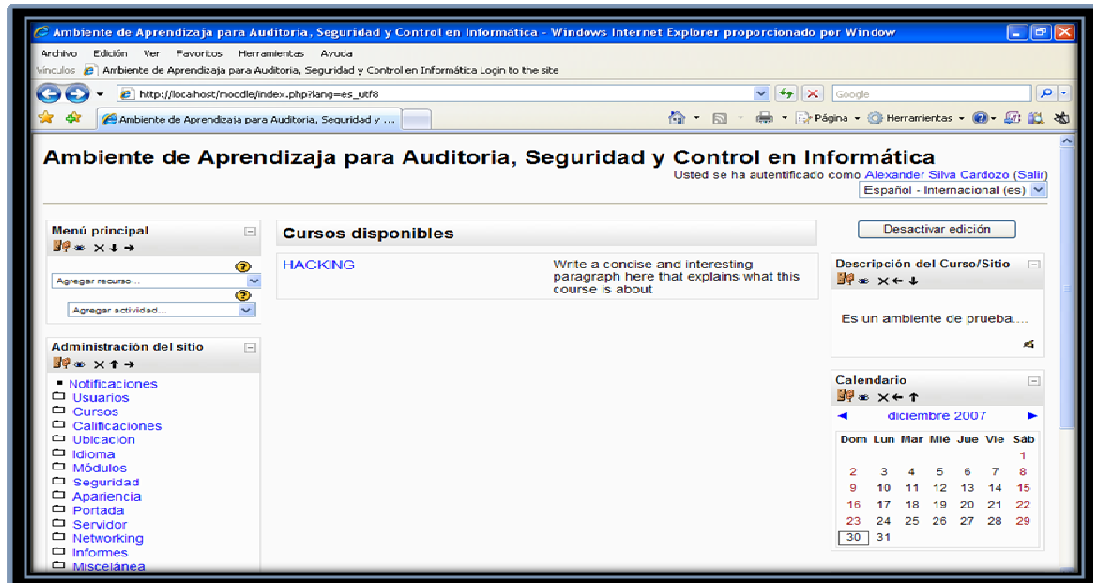 Ambiente de Aprendizaja para Auditoria, Seguridad y Control en Informática - Windows Internet Explorer proporcionado por Window
Archivo Edición Ver Favoritos Herramientas Ayuda
Vínculos Ambiente de Aprendizaja para Auditoria, Seguridad y Control en Informática Login to the site
http://localhost/moodle/index.php?lang=es_utf8
Google
Ambiente de Aprendizaja para Auditoria, Seguridad y ...
Página Herramientas
Ambiente de Aprendizaja para Auditoria, Seguridad y Control en Informática
Usted se ha autentificado como Alexander Silva Cardozo (Salir)
Español - Internacional (es)
Menú principal
Agregar recurso...
Agregar actividad...
Administración del sitio
Notificaciones
Usuarios
Cursos
Calificaciones
Ubicación
Idioma
Módulos
Seguridad
Apariencia
Portada
Servidor
Networking
Informes
Miscelánea
Cursos disponibles
HACKING
Write a concise and interesting
paragraph here that explains what this
course is about
Desactivar edición
Descripción del Curso/Sitio
Es un ambiente de prueba....
Calendario
diciembre 2007
Dom Lun Mar Mié Jue Vie Sáb
1
2 3 4 5 6 7 8
9 10 11 12 13 14 15
16 17 18 19 20 21 22
23 24 25 26 27 28 29
30 31